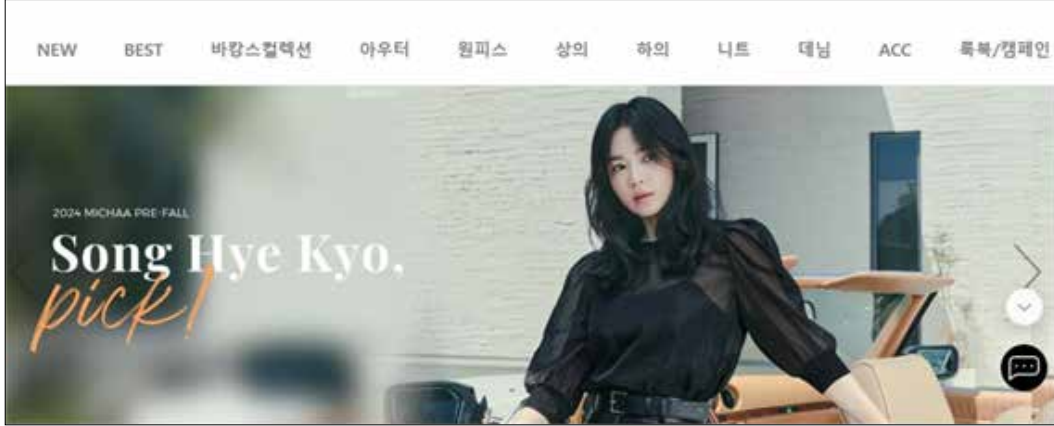 NEW BEST 바캉스컬렉션 아우터 원피스 상의 하의 니트 데님 ACC 룩북/캠페인
2024 MICHAA PRE-FALL
Song Hye Kyo,
pick!